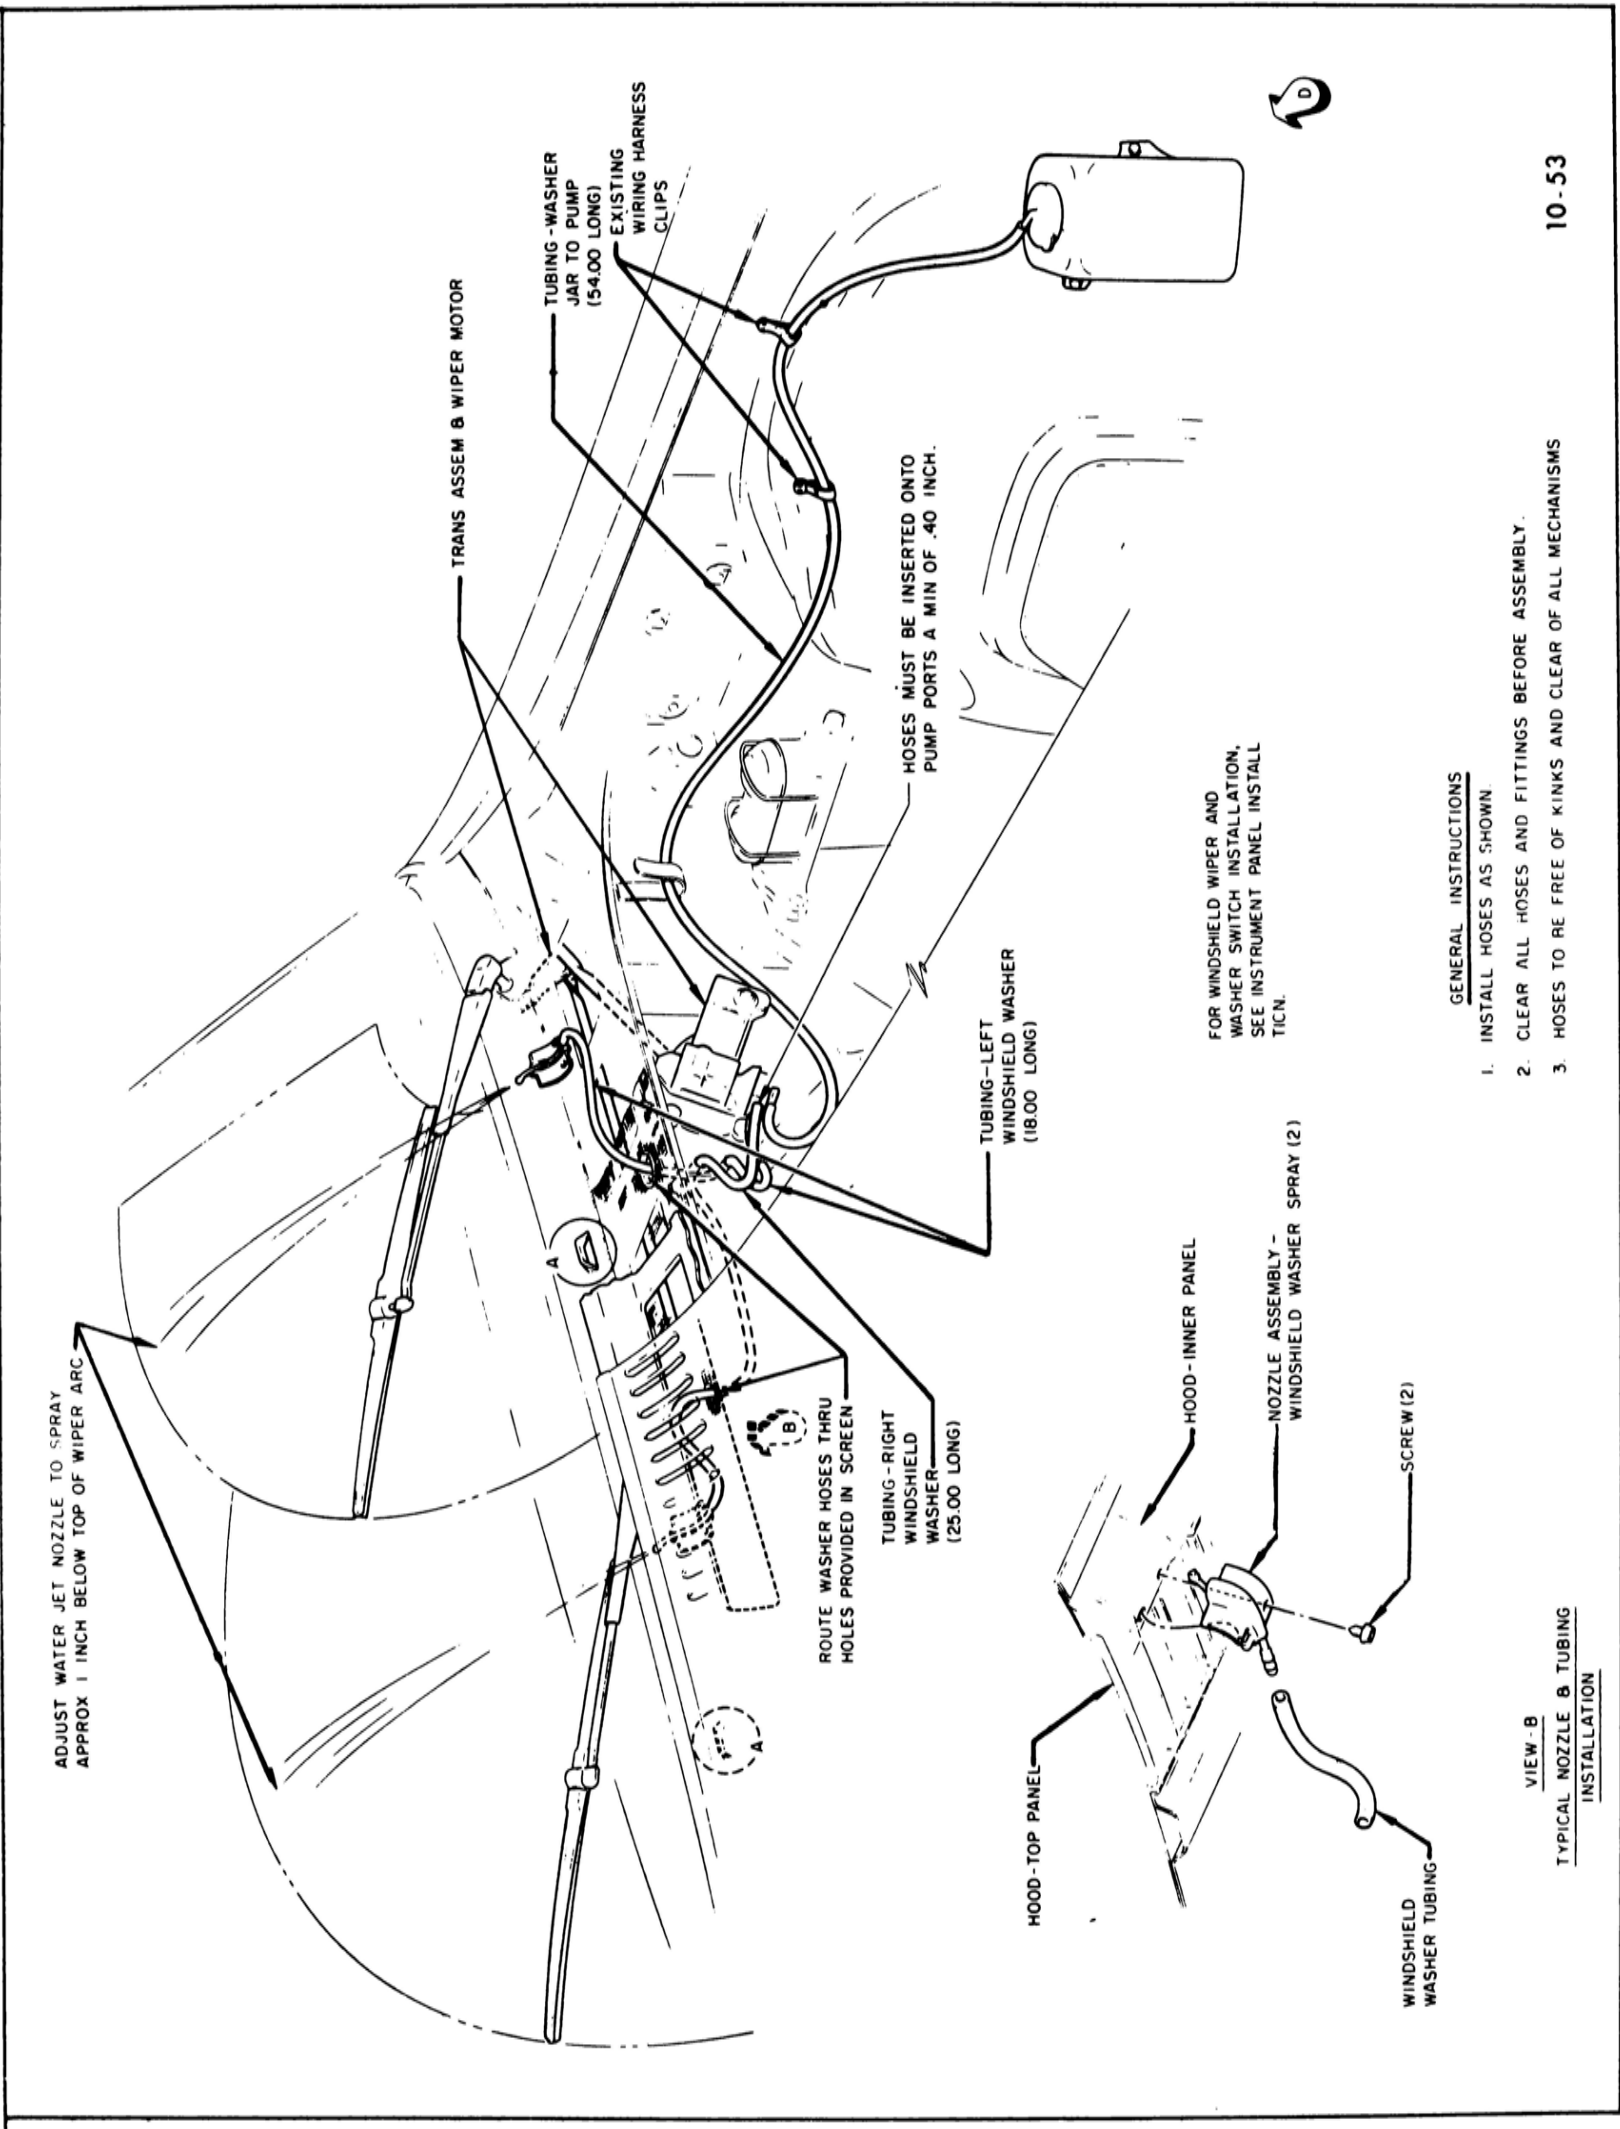 ADJUST WATER JET NOZZLE TO SPRAY
APPROX 1 INCH BELOW TOP OF WIPER ARC
TRANS ASSEM & WIPER MOTOR
TUBING-WASHER
JAR TO PUMP
(54.00 LONG)
EXISTING
WIRING HARNESS
CLIPS
HOSES MUST BE INSERTED ONTO
PUMP PORTS A MIN OF .40 INCH.
D
A
A
B
ROUTE WASHER HOSES THRU
HOLES PROVIDED IN SCREEN
TUBING-RIGHT
WINDSHIELD
WASHER
(25.00 LONG)
TUBING-LEFT
WINDSHIELD WASHER
(18.00 LONG)
FOR WINDSHIELD WIPER AND
WASHER SWITCH INSTALLATION,
SEE INSTRUMENT PANEL INSTALL
TICN.
HOOD-TOP PANEL
HOOD-INNER PANEL
NOZZLE ASSEMBLY-
WINDSHIELD WASHER SPRAY (2)
SCREW (2)
WINDSHIELD
WASHER TUBING
VIEW-B
TYPICAL NOZZLE & TUBING
INSTALLATION
GENERAL INSTRUCTIONS
1. INSTALL HOSES AS SHOWN.
2. CLEAR ALL HOSES AND FITTINGS BEFORE ASSEMBLY.
3. HOSES TO BE FREE OF KINKS AND CLEAR OF ALL MECHANISMS
10-53